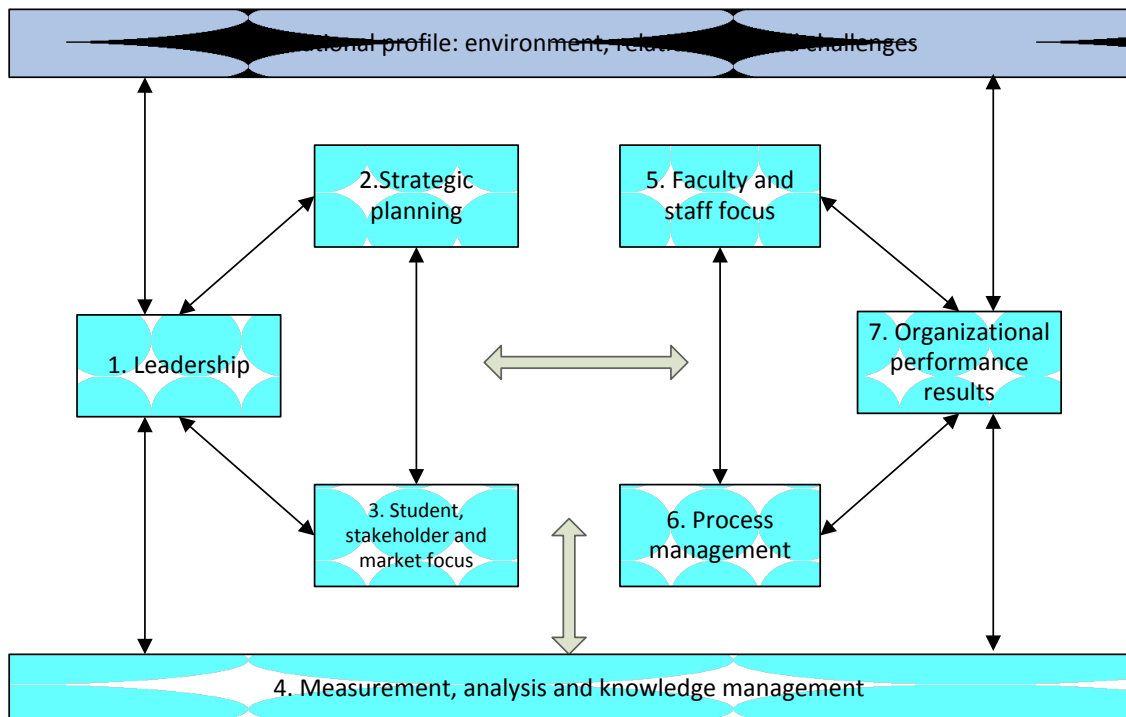 profile: environment, challenges
2.Strategic
planning
5. Faculty and
staff focus
1. Leadership
7. Organizational
performance
results
3. Student,
stakeholder and
market focus
6. Process
management
4. Measurement, analysis and knowledge management